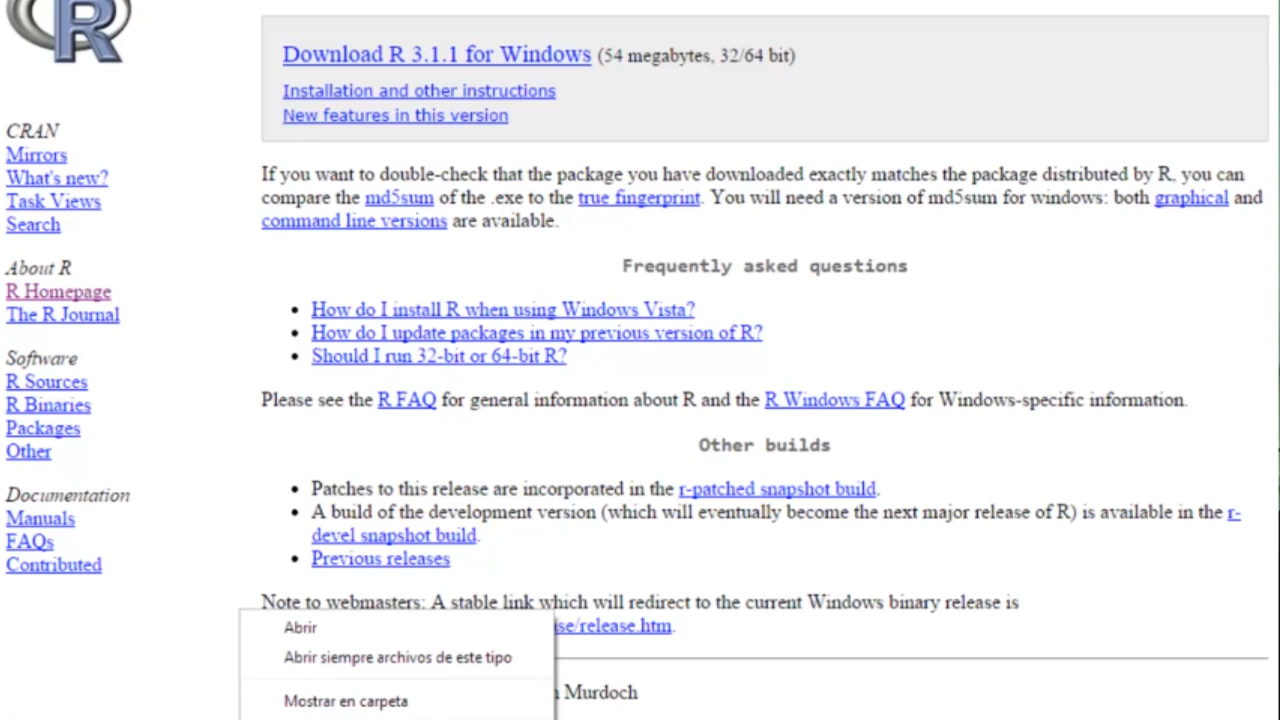 R
Download R 3.1.1 for Windows (54 megabytes, 32/64 bit)
Installation and other instructions
New features in this version
CRAN
Mirrors
What's new?
Task Views
Search
About R
R Homepage
The R Journal
Software
R Sources
R Binaries
Packages
Other
Documentation
Manuals
FAQs
Contributed
If you want to double-check that the package you have downloaded exactly matches the package distributed by R, you can
compare the md5sum of the .exe to the true fingerprint. You will need a version of md5sum for windows: both graphical and
command line versions are available.
Frequently asked questions
How do I install R when using Windows Vista?
How do I update packages in my previous version of R?
Should I run 32-bit or 64-bit R?
Please see the R FAQ for general information about R and the R Windows FAQ for Windows-specific information.
Other builds
Patches to this release are incorporated in the r-patched snapshot build.
A build of the development version (which will eventually become the next major release of R) is available in the r-
devel snapshot build.
Previous releases
Note to webmasters: A stable link which will redirect to the current Windows binary release is
/release.htm.
Murdoch
Abrir
Abrir siempre archivos de este tipo
Mostrar en carpeta